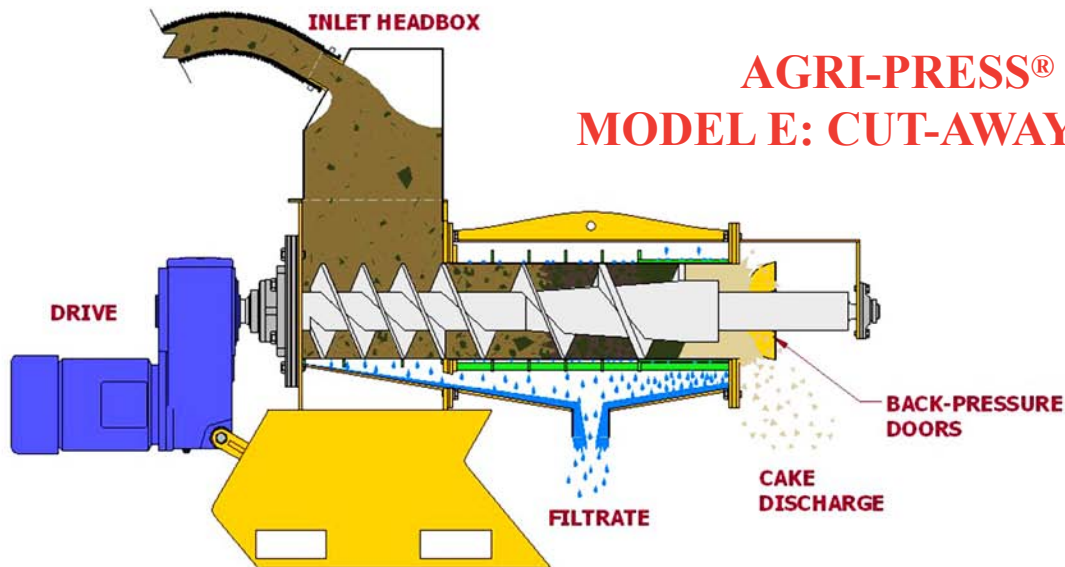 INLET HEADBOX
AGRI-PRESS®
MODEL E: CUT-AWAY
DRIVE
BACK-PRESSURE
DOORS
CAKE
DISCHARGE
FILTRATE